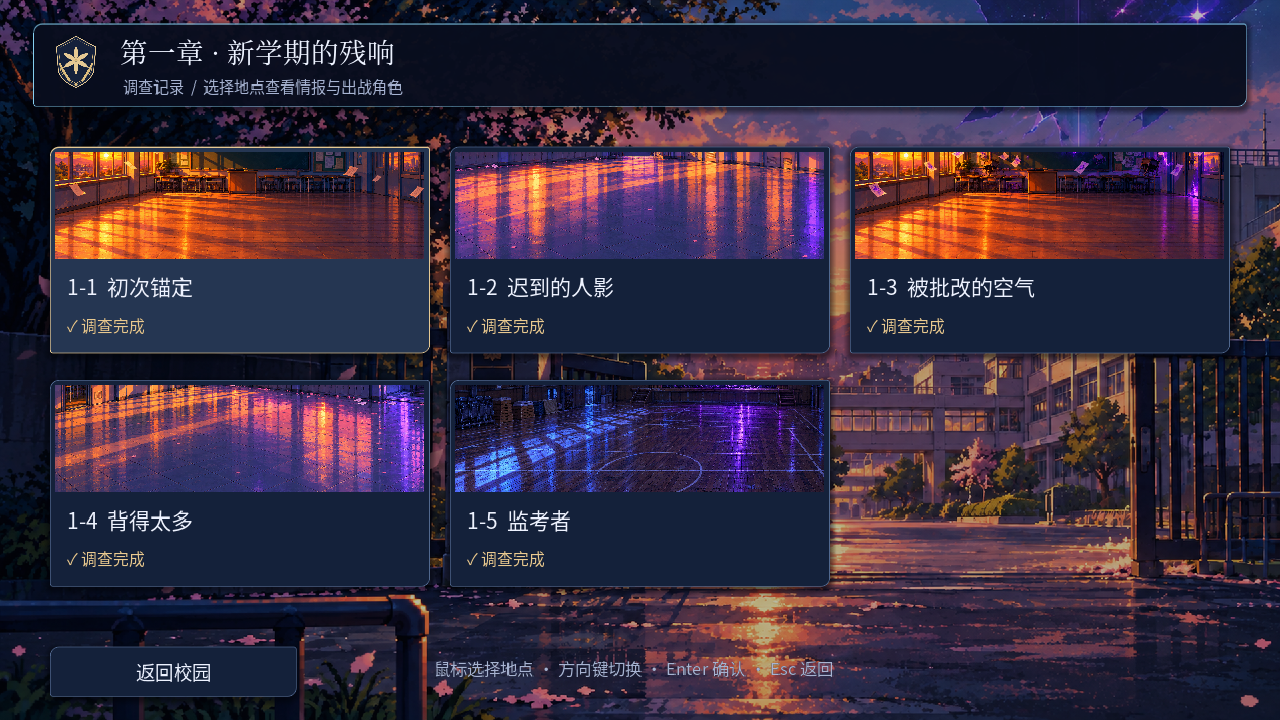 第一章 · 新学期的残响
调查记录 / 选择地点查看情报与出战角色
1-1 初次锚定
✓调查完成
1-2 迟到的人影
✓调查完成
1-3 被批改的空气
✓调查完成
1-4 背得太多
✓调查完成
1-5 监考者
✓调查完成
返回校园
鼠标选择地点 · 方向键切换 · Enter 确认 · Esc 返回